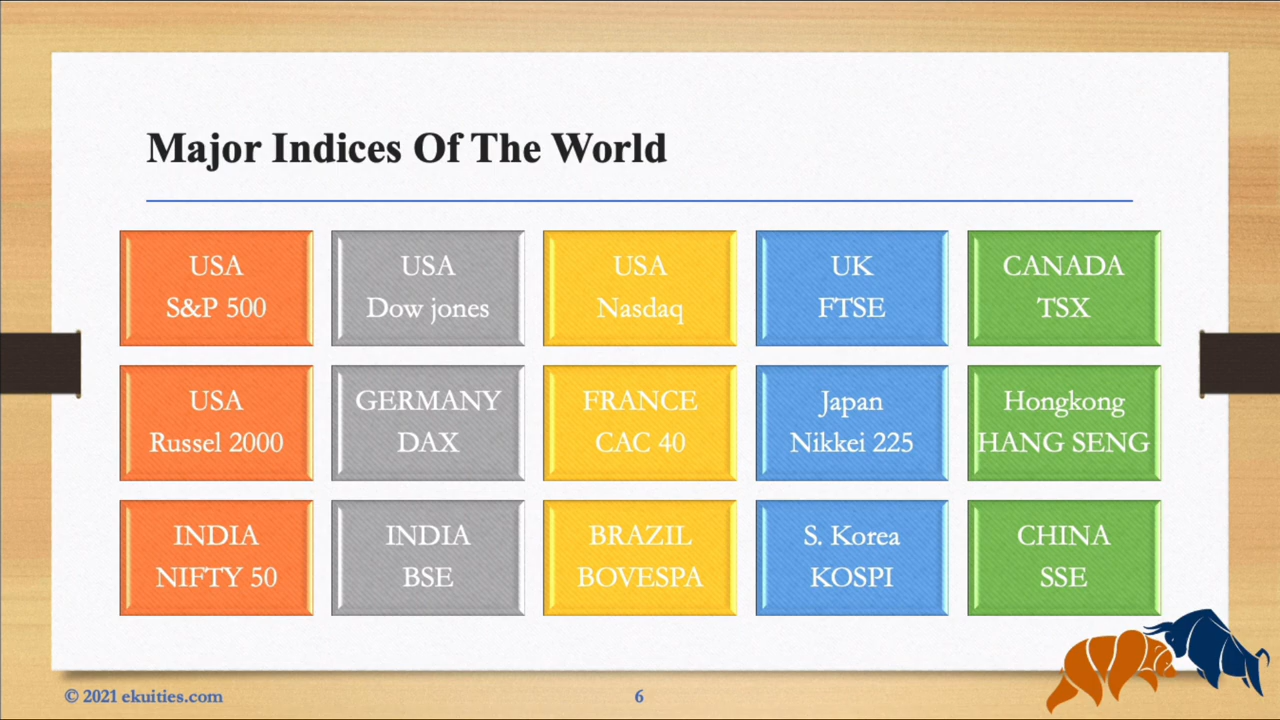 Major Indices Of The World
USA
S&P 500
USA
Dow jones
USA
Nasdaq
UK
FTSE
CANADA
TSX
USA
Russel 2000
GERMANY
DAX
FRANCE
CAC 40
Japan
Nikkei 225
Hongkong
HANG SENG
INDIA
NIFTY 50
INDIA
BSE
BRAZIL
BOVESPA
S. Korea
KOSPI
CHINA
SSE
© 2021 ekuities.com
6